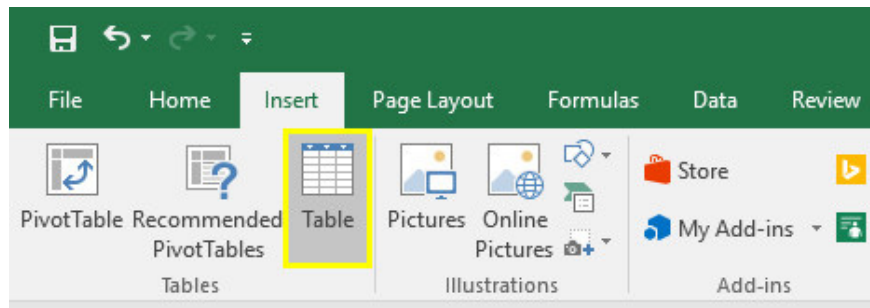 File Home Insert Page Layout Formulas Data Review
PivotTable Recommended Table Pictures Online Store
PivotTables Pictures My Add-ins
Tables Illustrations Add-ins